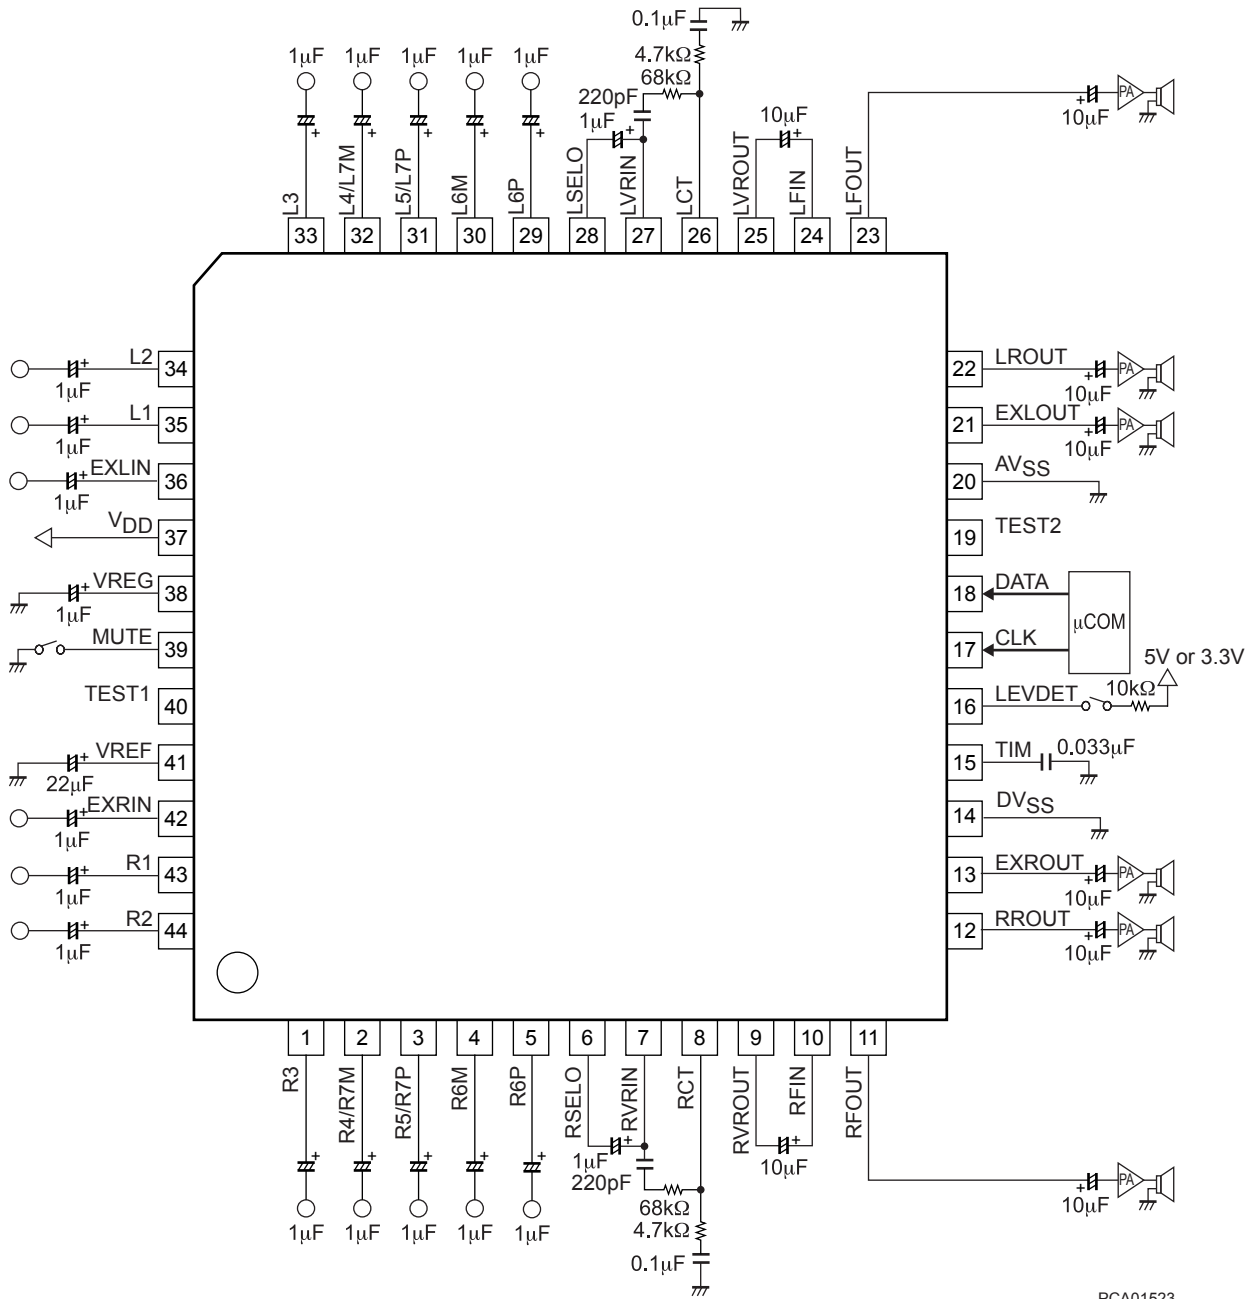 0.1μF
4.7kΩ
68kΩ
1μF 1μF 1μF 1μF 1μF
220pF
1μF
10μF
PA
10μF
L3 L4/L7M L5/L7P L6M L6P LSELO LVRIN LCT LVROUT LFIN LFOUT
33 32 31 30 29 28 27 26 25 24 23
L2 34
1μF
22 LROUT PA
10μF
L1 35
1μF
21 EXLOUT PA
10μF
EXLIN 36
1μF
20 AVSS
VDD 37
19 TEST2
VREG 38
1μF
18 DATA
μCOM
MUTE 39
17 CLK
5V or 3.3V
TEST1 40
16 LEVDET 10kΩ
VREF 41
22μF
15 TIM 0.033μF
EXRIN 42
1μF
14 DVSS
R1 43
1μF
13 EXROUT PA
10μF
R2 44
1μF
12 RROUT PA
10μF
1 2 3 4 5 6 7 8 9 10 11
R3 R4/R7M R5/R7P R6M R6P RSELO RVRIN RCT RVROUT RFIN RFOUT
1μF
220pF
10μF
PA
10μF
68kΩ
4.7kΩ
1μF 1μF 1μF 1μF 1μF
0.1μF
PCA01523